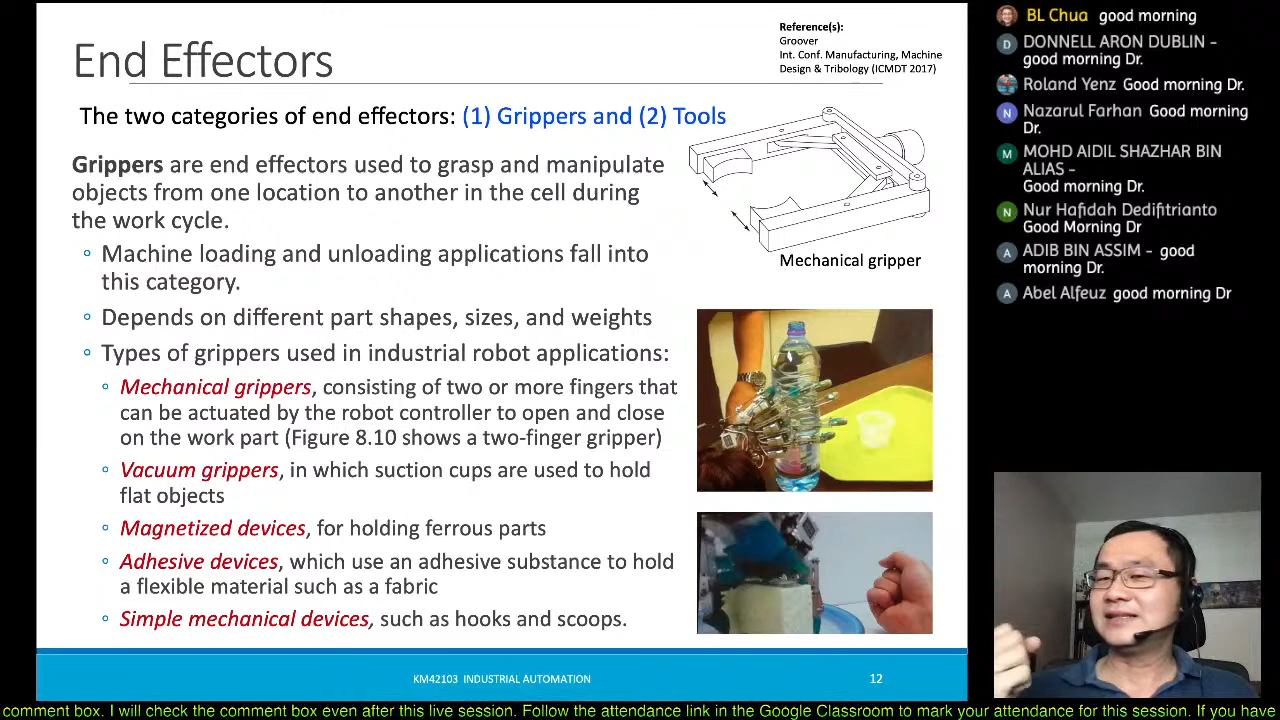 End Effectors
Reference(s):
Groover
Int. Conf. Manufacturing, Machine
Design & Tribology (ICMDT 2017)
The two categories of end effectors: (1) Grippers and (2) Tools
Grippers are end effectors used to grasp and manipulate
objects from one location to another in the cell during
the work cycle.
Machine loading and unloading applications fall into
this category.
Depends on different part shapes, sizes, and weights
Types of grippers used in industrial robot applications:
Mechanical grippers, consisting of two or more fingers that
can be actuated by the robot controller to open and close
on the work part (Figure 8.10 shows a two-finger gripper)
Vacuum grippers, in which suction cups are used to hold
flat objects
Magnetized devices, for holding ferrous parts
Adhesive devices, which use an adhesive substance to hold
a flexible material such as a fabric
Simple mechanical devices, such as hooks and scoops.
Mechanical gripper
KM42103 INDUSTRIAL AUTOMATION
12
BL Chua good morning
D DONNELL ARON DUBLIN -
good morning Dr.
Roland Yenz Good morning Dr.
N Nazarul Farhan Good morning
Dr.
M MOHD AIDIL SHAZHAR BIN
ALIAS -
Good morning Dr.
N Nur Hafidah Dedifitrianto
Good Morning Dr
A ADIB BIN ASSIM - good
morning Dr.
A Abel Alfeuz good morning Dr
comment box. I will check the comment box even after this live session. Follow the attendance link in the Google Classroom to mark your attendance for this session. If you have